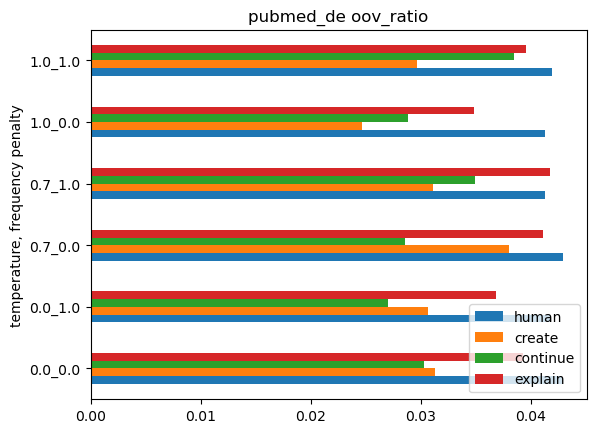 pubmed_de oov_ratio
temperature, frequency penalty
1.0_1.0
1.0_0.0
0.7_1.0
0.7_0.0
0.0_1.0
0.0_0.0
0.00 0.01 0.02 0.03 0.04
human
create
continue
explain